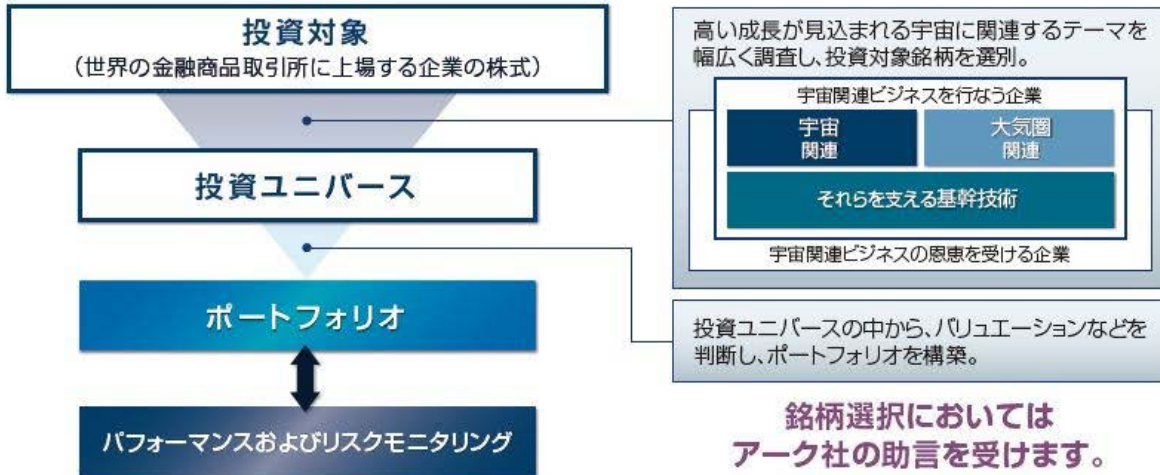 投資対象
(世界の金融商品取引所に上場する企業の株式)
投資ユニバース
ポートフォリオ
パフォーマンスおよびリスクモニタリング
高い成長が見込まれる宇宙に関連するテーマを
幅広く調査し、投資対象銘柄を選別。
宇宙関連ビジネスを行なう企業
宇宙
関連
大気圏
関連
それらを支える基幹技術
宇宙関連ビジネスの恩恵を受ける企業
投資ユニバースの中から、バリュエーションなどを
判断し、ポートフォリオを構築。
銘柄選択においては
アーク社の助言を受けます。